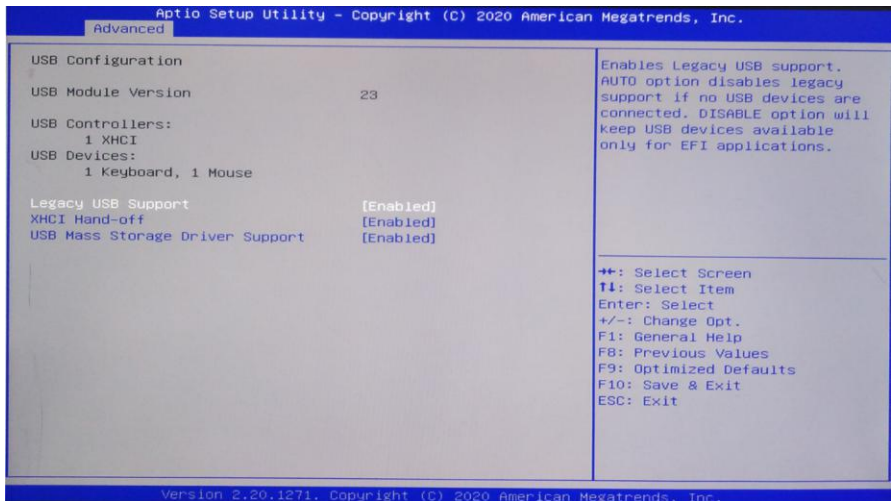 Aptio Setup Utility - Copyright (C) 2020 American Megatrends, Inc.
Advanced
USB Configuration
USB Module Version 23
USB Controllers:
1 XHCI
USB Devices:
1 Keyboard, 1 Mouse
Legacy USB Support [Enabled]
XHCI Hand-off [Enabled]
USB Mass Storage Driver Support [Enabled]
Enables Legacy USB support.
AUTO option disables legacy
support if no USB devices are
connected. DISABLE option will
keep USB devices available
only for EFI applications.
→←: Select Screen
↑↓: Select Item
Enter: Select
+/-: Change Opt.
F1: General Help
F8: Previous Values
F9: Optimized Defaults
F10: Save & Exit
ESC: Exit
Version 2.20.1271. Copyright (C) 2020 American Megatrends, Inc.